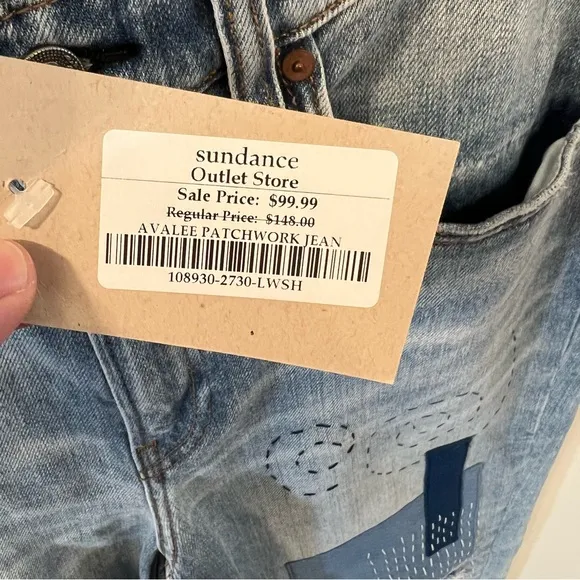 sundance
Outlet Store
Sale Price: $99.99
Regular Price: $148.00
AVALEE PATCHWORK JEAN
108930-2730-LWSH